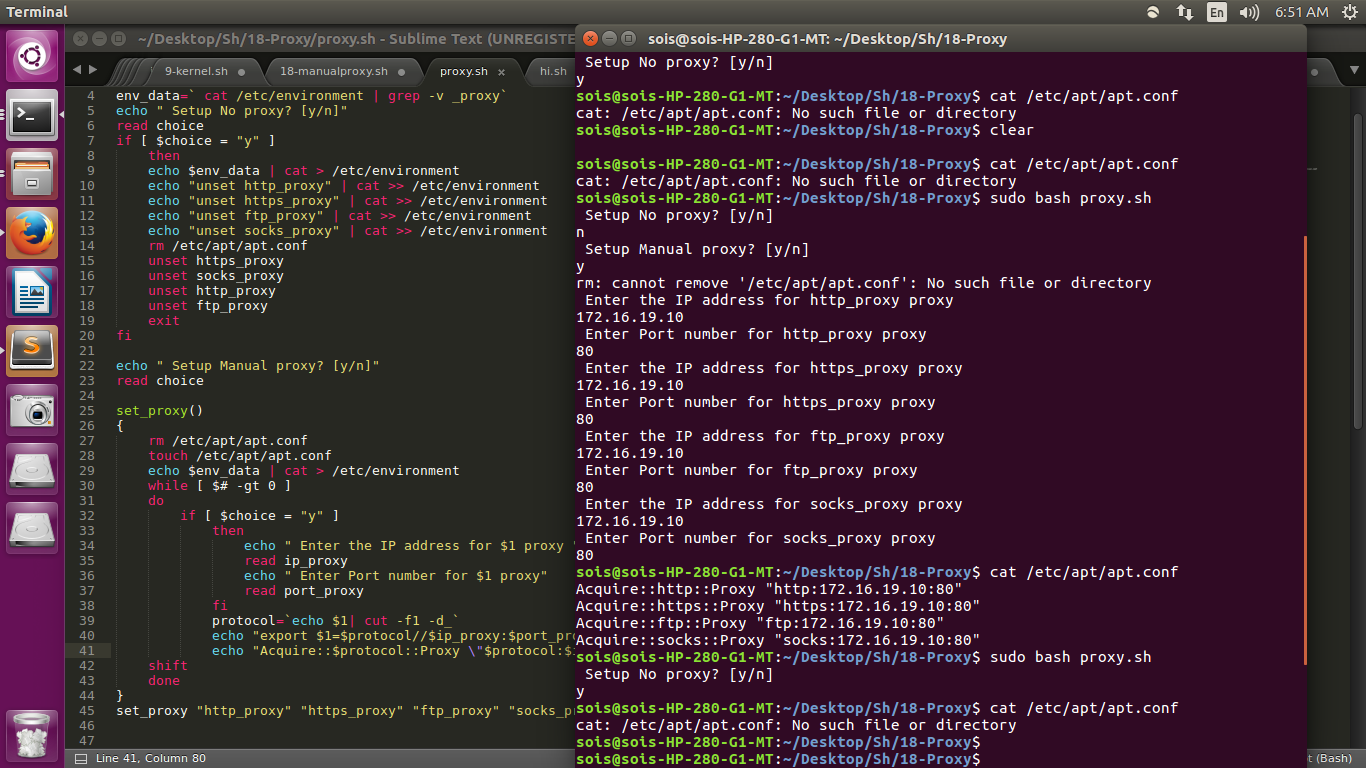 Terminal
En
6:51 AM
~/Desktop/Sh/18-Proxy/proxy.sh - Sublime Text (UNREGISTE
9-kernel.sh
18-manualproxy.sh
proxy.sh
hi.sh
4 env_data=` cat /etc/environment | grep -v _proxy`
5 echo " Setup No proxy? [y/n]"
6 read choice
7 if [ $choice = "y" ]
8 then
9 echo $env_data | cat > /etc/environment
10 echo "unset http_proxy" | cat >> /etc/environment
11 echo "unset https_proxy" | cat >> /etc/environment
12 echo "unset ftp_proxy" | cat >> /etc/environment
13 echo "unset socks_proxy" | cat >> /etc/environment
14 rm /etc/apt/apt.conf
15 unset https_proxy
16 unset socks_proxy
17 unset http_proxy
18 unset ftp_proxy
19 exit
20 fi
21
22 echo " Setup Manual proxy? [y/n]"
23 read choice
24
25 set_proxy()
26 {
27 rm /etc/apt/apt.conf
28 touch /etc/apt/apt.conf
29 echo $env_data | cat > /etc/environment
30 while [ $# -gt 0 ]
31 do
32 if [ $choice = "y" ]
33 then
34 echo " Enter the IP address for $1 proxy
35 read ip_proxy
36 echo " Enter Port number for $1 proxy"
37 read port_proxy
38 fi
39 protocol=`echo $1| cut -f1 -d_`
40 echo "export $1=$protocol//$ip_proxy:$port_pro
41 echo "Acquire::$protocol::Proxy \"$protocol:$
42 shift
43 done
44 }
45 set_proxy "http_proxy" "https_proxy" "ftp_proxy" "socks_p
46
47
Line 41, Column 80
t (Bash)
sois@sois-HP-280-G1-MT: ~/Desktop/Sh/18-Proxy
Setup No proxy? [y/n]
y
sois@sois-HP-280-G1-MT:~/Desktop/Sh/18-Proxy$ cat /etc/apt/apt.conf
cat: /etc/apt/apt.conf: No such file or directory
sois@sois-HP-280-G1-MT:~/Desktop/Sh/18-Proxy$ clear
sois@sois-HP-280-G1-MT:~/Desktop/Sh/18-Proxy$ cat /etc/apt/apt.conf
cat: /etc/apt/apt.conf: No such file or directory
sois@sois-HP-280-G1-MT:~/Desktop/Sh/18-Proxy$ sudo bash proxy.sh
Setup No proxy? [y/n]
n
Setup Manual proxy? [y/n]
y
rm: cannot remove '/etc/apt/apt.conf': No such file or directory
Enter the IP address for http_proxy proxy
172.16.19.10
Enter Port number for http_proxy proxy
80
Enter the IP address for https_proxy proxy
172.16.19.10
Enter Port number for https_proxy proxy
80
Enter the IP address for ftp_proxy proxy
172.16.19.10
Enter Port number for ftp_proxy proxy
80
Enter the IP address for socks_proxy proxy
172.16.19.10
Enter Port number for socks_proxy proxy
80
sois@sois-HP-280-G1-MT:~/Desktop/Sh/18-Proxy$ cat /etc/apt/apt.conf
Acquire::http::Proxy "http:172.16.19.10:80"
Acquire::https::Proxy "https:172.16.19.10:80"
Acquire::ftp::Proxy "ftp:172.16.19.10:80"
Acquire::socks::Proxy "socks:172.16.19.10:80"
sois@sois-HP-280-G1-MT:~/Desktop/Sh/18-Proxy$ sudo bash proxy.sh
Setup No proxy? [y/n]
y
sois@sois-HP-280-G1-MT:~/Desktop/Sh/18-Proxy$ cat /etc/apt/apt.conf
cat: /etc/apt/apt.conf: No such file or directory
sois@sois-HP-280-G1-MT:~/Desktop/Sh/18-Proxy$
sois@sois-HP-280-G1-MT:~/Desktop/Sh/18-Proxy$